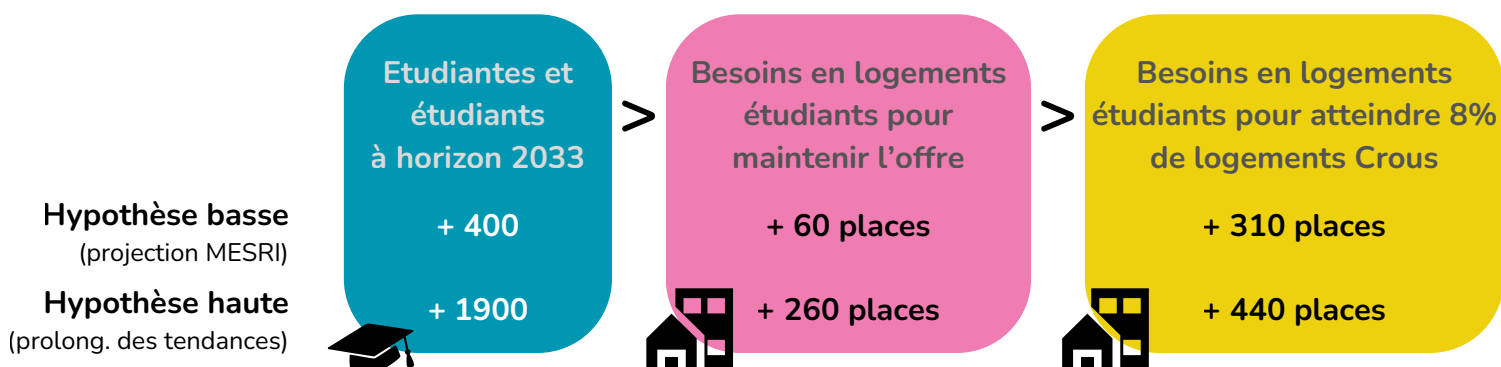 Etudiantes et
étudiants
à horizon 2033
>
Besoins en logements
étudiants pour
maintenir l'offre
>
Besoins en logements
étudiants pour atteindre 8%
de logements Crous
Hypothèse basse
(projection MESRI)
+ 400
+ 60 places
+ 310 places
Hypothèse haute
(prolong. des tendances)
+ 1900
+ 260 places
+ 440 places